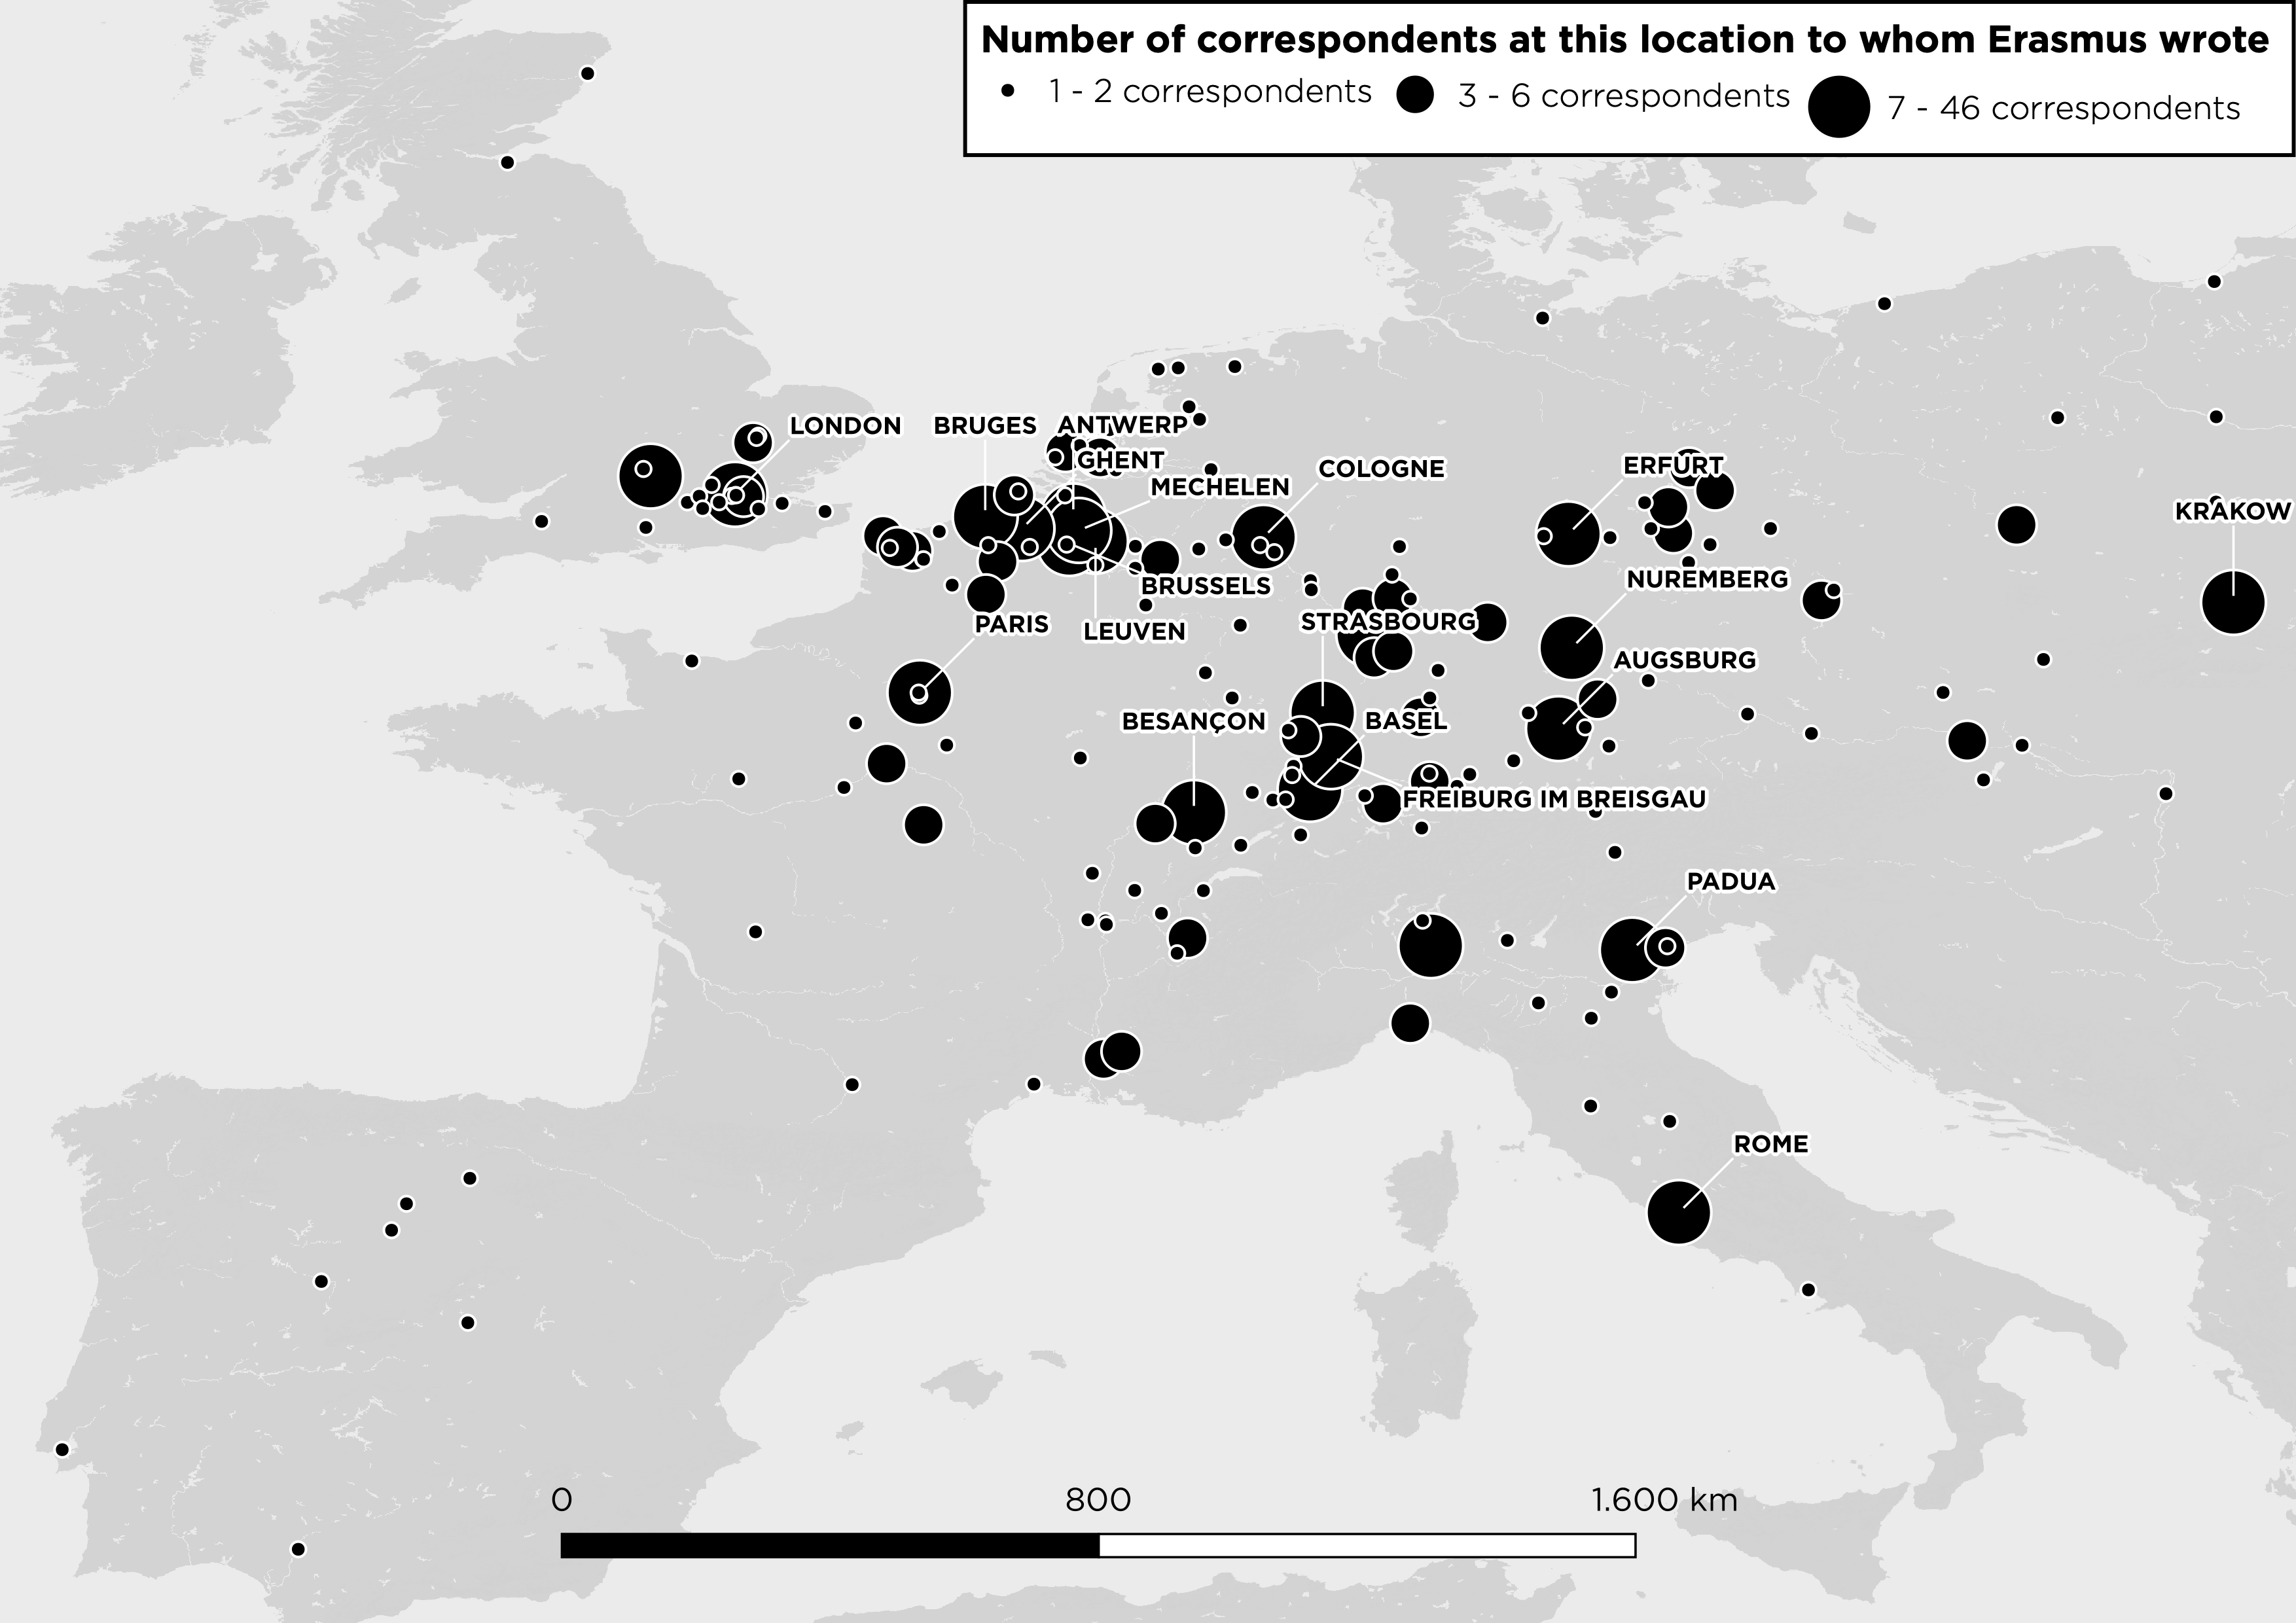 Number of correspondents at this location to whom Erasmus wrote
1 - 2 correspondents 3 - 6 correspondents 7 - 46 correspondents
LONDON BRUGES ANTWERP
GHENT
MECHELEN
COLOGNE
ERFURT
KRAKOW
BRUSSELS
NUREMBERG
PARIS
LEUVEN
STRASBOURG
AUGSBURG
BESANÇON
BASEL
FREIBURG IM BREISGAU
PADUA
ROME
0 800 1.600 km